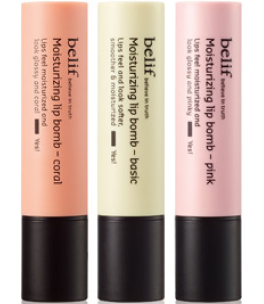 belif believe in truth
Moisturizing lip bomb - coral
Lips feel moisturized and
look glossy and coral
Yes!
belif believe in truth
Moisturizing lip bomb - basic
Lips feel and look softer,
smoother & moisturized
Yes!
belif believe in truth
Moisturizing lip bomb - pink
Lips feel moisturized and
look glossy and pinky
Yes!